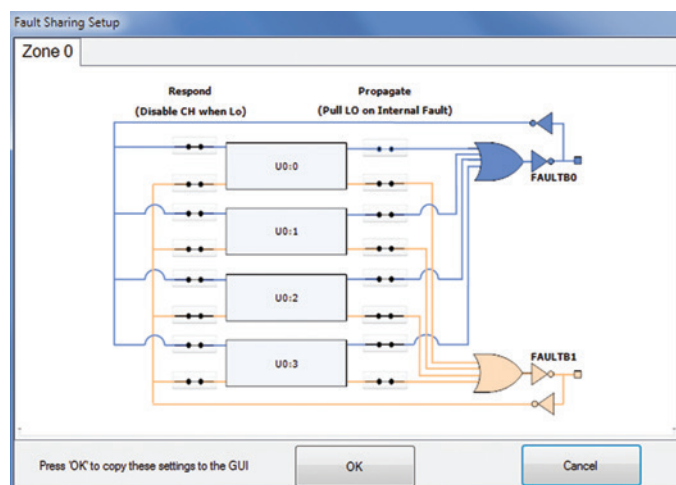 Fault Sharing Setup
Zone 0
Respond
(Disable CH when Lo)
Propagate
(Pull LO on Internal Fault)
U0:0
FAULTB0
U0:1
U0:2
U0:3
FAULTB1
Press 'OK' to copy these settings to the GUI
OK
Cancel